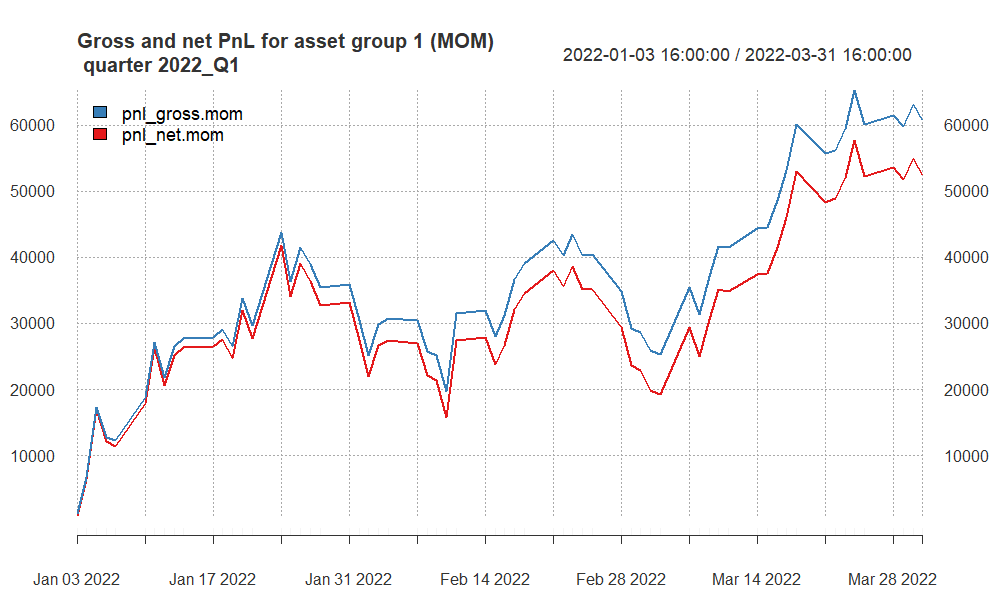 Gross and net PnL for asset group 1 (MOM)
quarter 2022_Q1
2022-01-03 16:00:00 / 2022-03-31 16:00:00
pnl_gross.mom
pnl_net.mom
60000
50000
40000
30000
20000
10000
60000
50000
40000
30000
20000
10000
Jan 03 2022 Jan 17 2022 Jan 31 2022 Feb 14 2022 Feb 28 2022 Mar 14 2022 Mar 28 2022